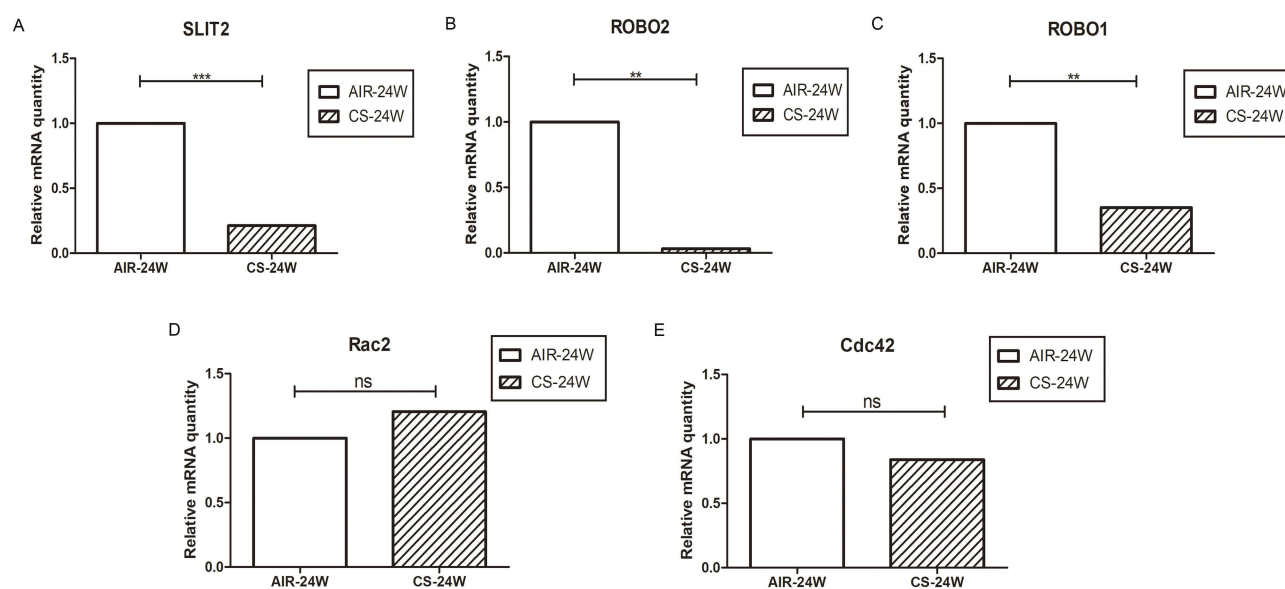 A
SLIT2
Relative mRNA quantity
1.5
1.0
0.5
0.0
***
AIR-24W
CS-24W
AIR-24W
CS-24W
B
ROBO2
Relative mRNA quantity
1.5
1.0
0.5
0.0
**
AIR-24W
CS-24W
AIR-24W
CS-24W
C
ROBO1
Relative mRNA quantity
1.5
1.0
0.5
0.0
**
AIR-24W
CS-24W
AIR-24W
CS-24W
D
Rac2
Relative mRNA quantity
1.5
1.0
0.5
0.0
ns
AIR-24W
CS-24W
AIR-24W
CS-24W
E
Cdc42
Relative mRNA quantity
1.5
1.0
0.5
0.0
ns
AIR-24W
CS-24W
AIR-24W
CS-24W